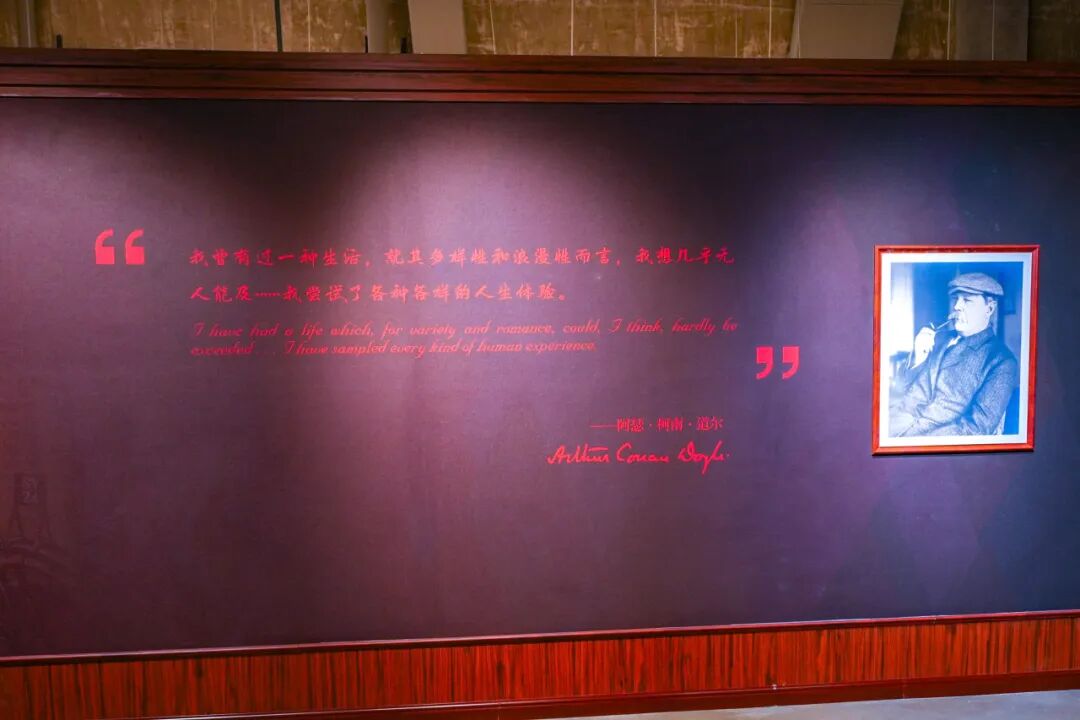 “
我曾有过一种生活，就其多样性和浪漫性而言，我想几乎无
人能及……我尝试了各种各样的人生体验。
I have had a life which, for variety and romance, could, I think, hardly be
exceeded . . . I have sampled every kind of human experience.
”
——阿瑟·柯南·道尔
Arthur Conan Doyle.